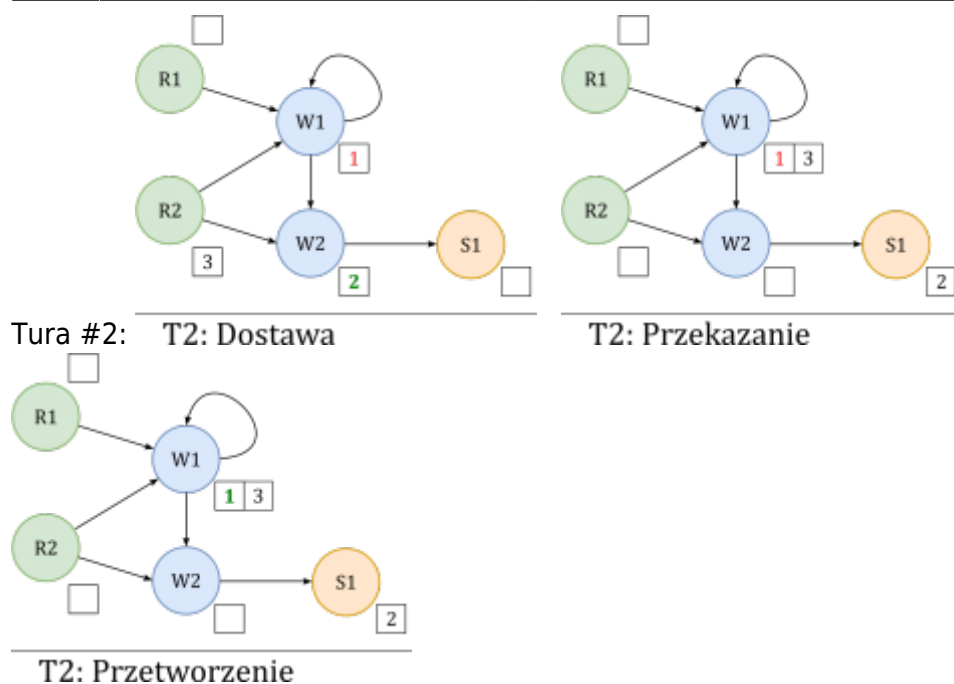 R1
W1
1
R2
W2
S1
3
2
R1
W1
1 3
R2
W2
S1
2
Tura #2:
T2: Dostawa
T2: Przekazanie
R1
W1
1 3
R2
W2
S1
2
T2: Przetworzenie